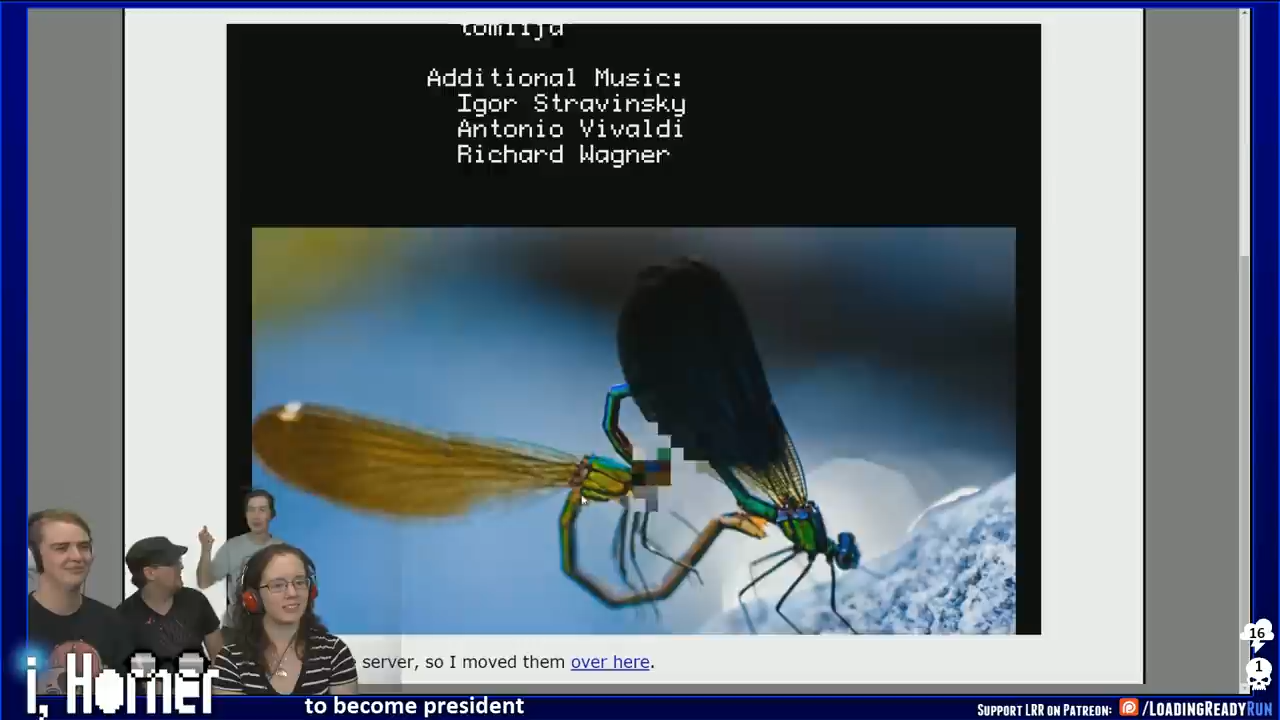 Additional Music:
Igor Stravinsky
Antonio Vivaldi
Richard Wagner
server, so I moved them over here.
i, Horner
to become president
16
1
SUPPORT LRR ON PATREON: /LOADINGREADYRUN